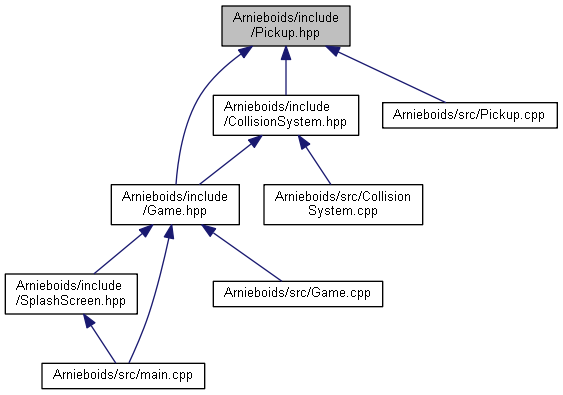 Arnieboids/include
/Pickup.hpp
Arnieboids/include
/CollisionSystem.hpp
Arnieboids/src/Pickup.cpp
Arnieboids/include
/Game.hpp
Arnieboids/src/Collision
System.cpp
Arnieboids/include
/SplashScreen.hpp
Arnieboids/src/Game.cpp
Arnieboids/src/main.cpp